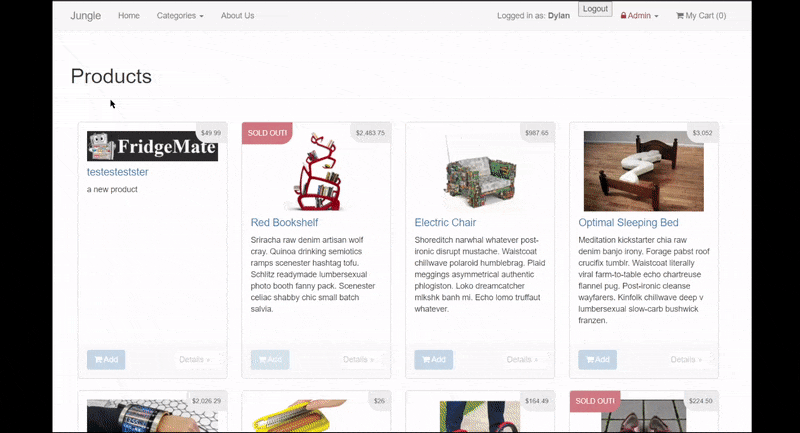 Jungle Home Categories About Us Logged in as: Dylan Logout Admin My Cart (0)
Products
$49.99
FridgeMate
testestestster
a new product
Add Details »
SOLD OUT!
$2,463.75
Red Bookshelf
Sriracha raw denim artisan wolf
cray. Quinoa drinking semiotics
ramps scenester hashtag tofu.
Schlitz readymade lumbersexual
photo booth fanny pack. Scenester
celiac shabby chic small batch
salvia.
Add Details »
$987.65
Electric Chair
Shoreditch narwhal whatever post-
ironic disrupt mustache. Waistcoat
chillwave polaroid humblebrag. Plaid
meggings asymmetrical authentic
phlogiston. Loko dreamcatcher
mlkshk banh mi. Echo lomo truffaut
whatever.
Add Details »
$3,052
Optimal Sleeping Bed
Meditation kickstarter chia raw
denim banjo irony. Forage pabst roof
crucifix tumblr. Waistcoat literally
viral farm-to-table echo chartreuse
flannel pug. Post-ironic cleanse
wayfarers. Kinfolk chillwave deep v
lumbersexual slow-carb bushwick
franzen.
Add Details »
$2,026.29
$26
$164.49
SOLD OUT!
$224.50